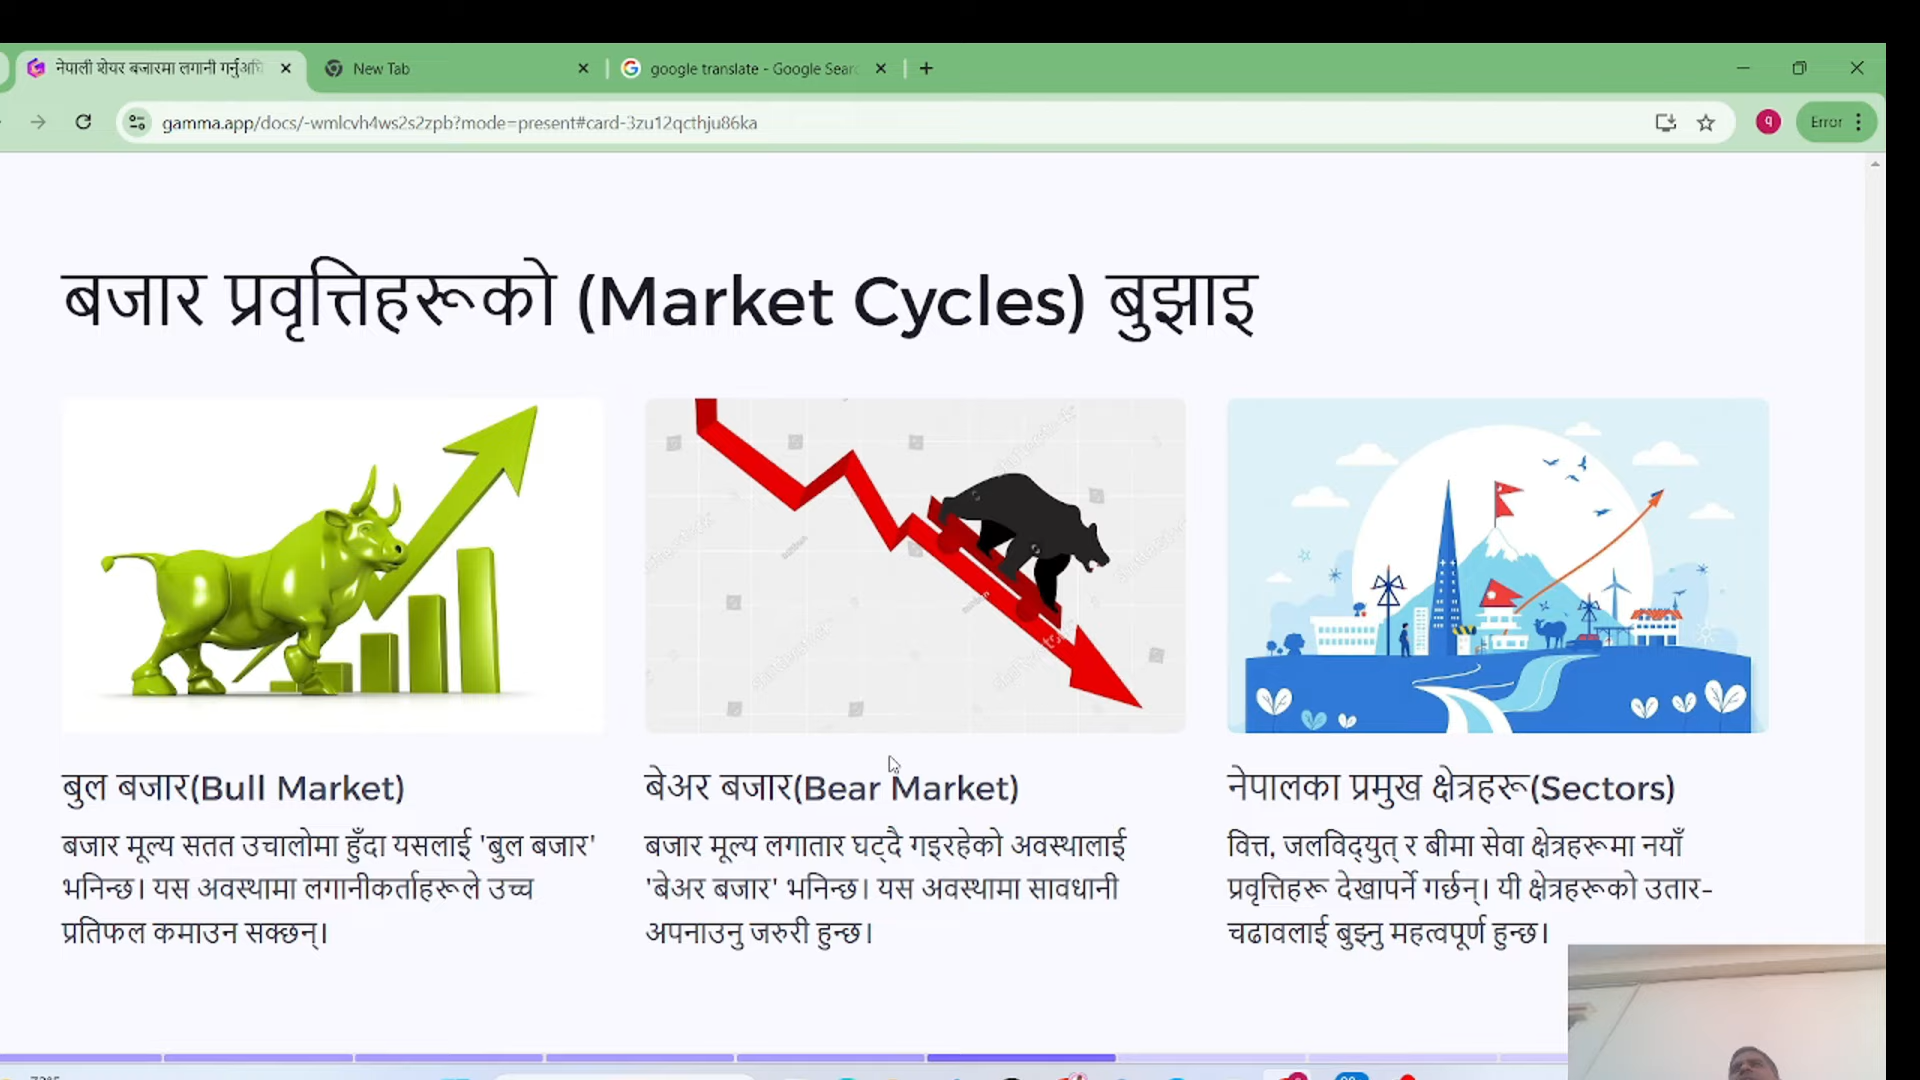 नेपाली शेयर बजारमा लगानी गर्नुअघि
New Tab
google translate - Google Sear
gamma.app/docs/-wmlcvh4ws2s2zpb?mode=present#card-3zu12qcthju86ka
q
Error
बजार प्रवृत्तिहरूको (Market Cycles) बुझाइ
बुल बजार(Bull Market)
बजार मूल्य सतत उचालोमा हुँदा यसलाई 'बुल बजार'
भनिन्छ। यस अवस्थामा लगानीकर्ताहरूले उच्च
प्रतिफल कमाउन सक्छन्।
बेअर बजार(Bear Market)
बजार मूल्य लगातार घट्दै गइरहेको अवस्थालाई
'बेअर बजार' भनिन्छ। यस अवस्थामा सावधानी
अपनाउनु जरुरी हुन्छ।
नेपालका प्रमुख क्षेत्रहरू(Sectors)
वित्त, जलविद्युत् र बीमा सेवा क्षेत्रहरूमा नयाँ
प्रवृत्तिहरू देखापर्ने गर्छन्। यी क्षेत्रहरूको उतार-
चढावलाई बुझ्नु महत्वपूर्ण हुन्छ।